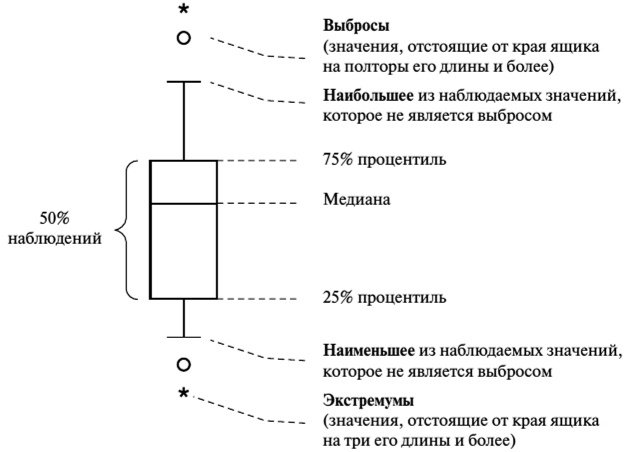 Выбросы
(значения, отстоящие от края ящика
на полторы его длины и более)
Наибольшее из наблюдаемых значений,
которое не является выбросом
75% процентиль
Медиана
50%
наблюдений
25% процентиль
Наименьшее из наблюдаемых значений,
которое не является выбросом
Экстремумы
(значения, отстоящие от края ящика
на три его длины и более)